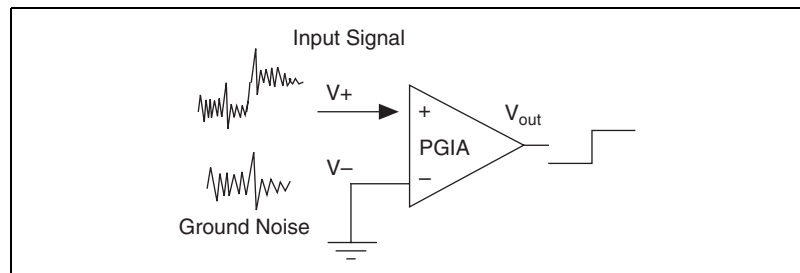 Input Signal
V+
+
Vout
PGIA
V–
–
Ground Noise